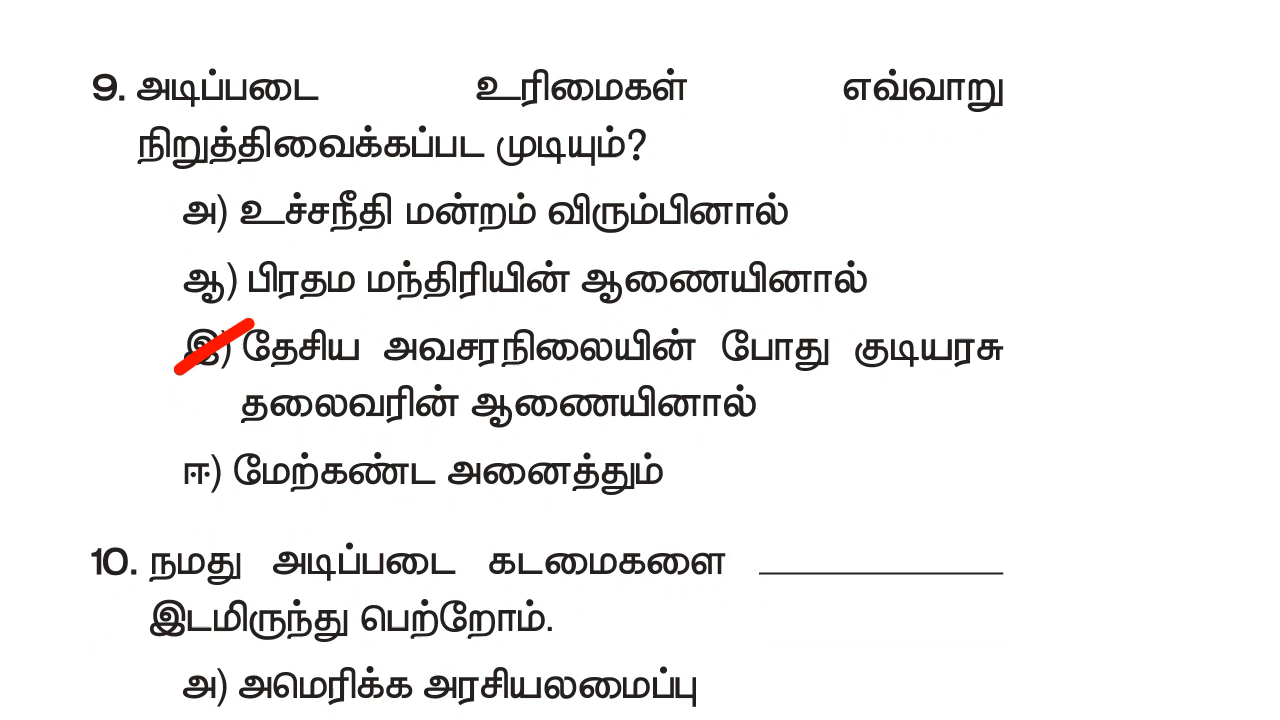 9. அடிப்படை உரிமைகள் எவ்வாறு
நிறுத்திவைக்கப்பட முடியும்?
அ) உச்சநீதி மன்றம் விரும்பினால்
ஆ) பிரதம மந்திரியின் ஆணையினால்
இ) தேசிய அவசரநிலையின் போது குடியரசு
தலைவரின் ஆணையினால்
ஈ) மேற்கண்ட அனைத்தும்
10. நமது அடிப்படை கடமைகளை ____________
இடமிருந்து பெற்றோம்.
அ) அமெரிக்க அரசியலமைப்பு